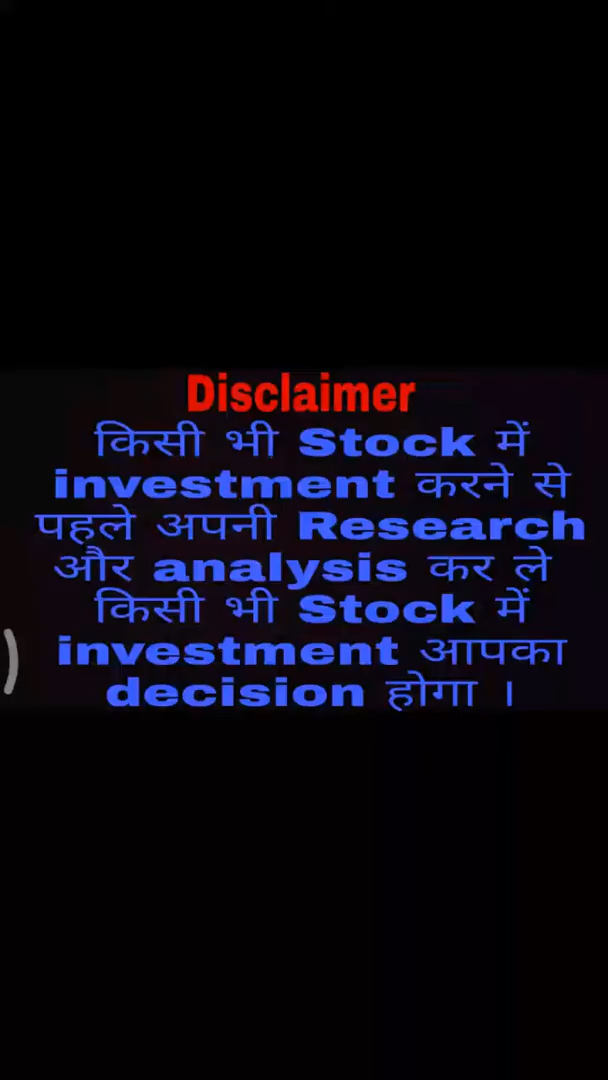 Disclaimer
किसी भी Stock में
investment करने से
पहले अपनी Research
और analysis कर ले
किसी भी Stock में
investment आपका
decision होगा ।